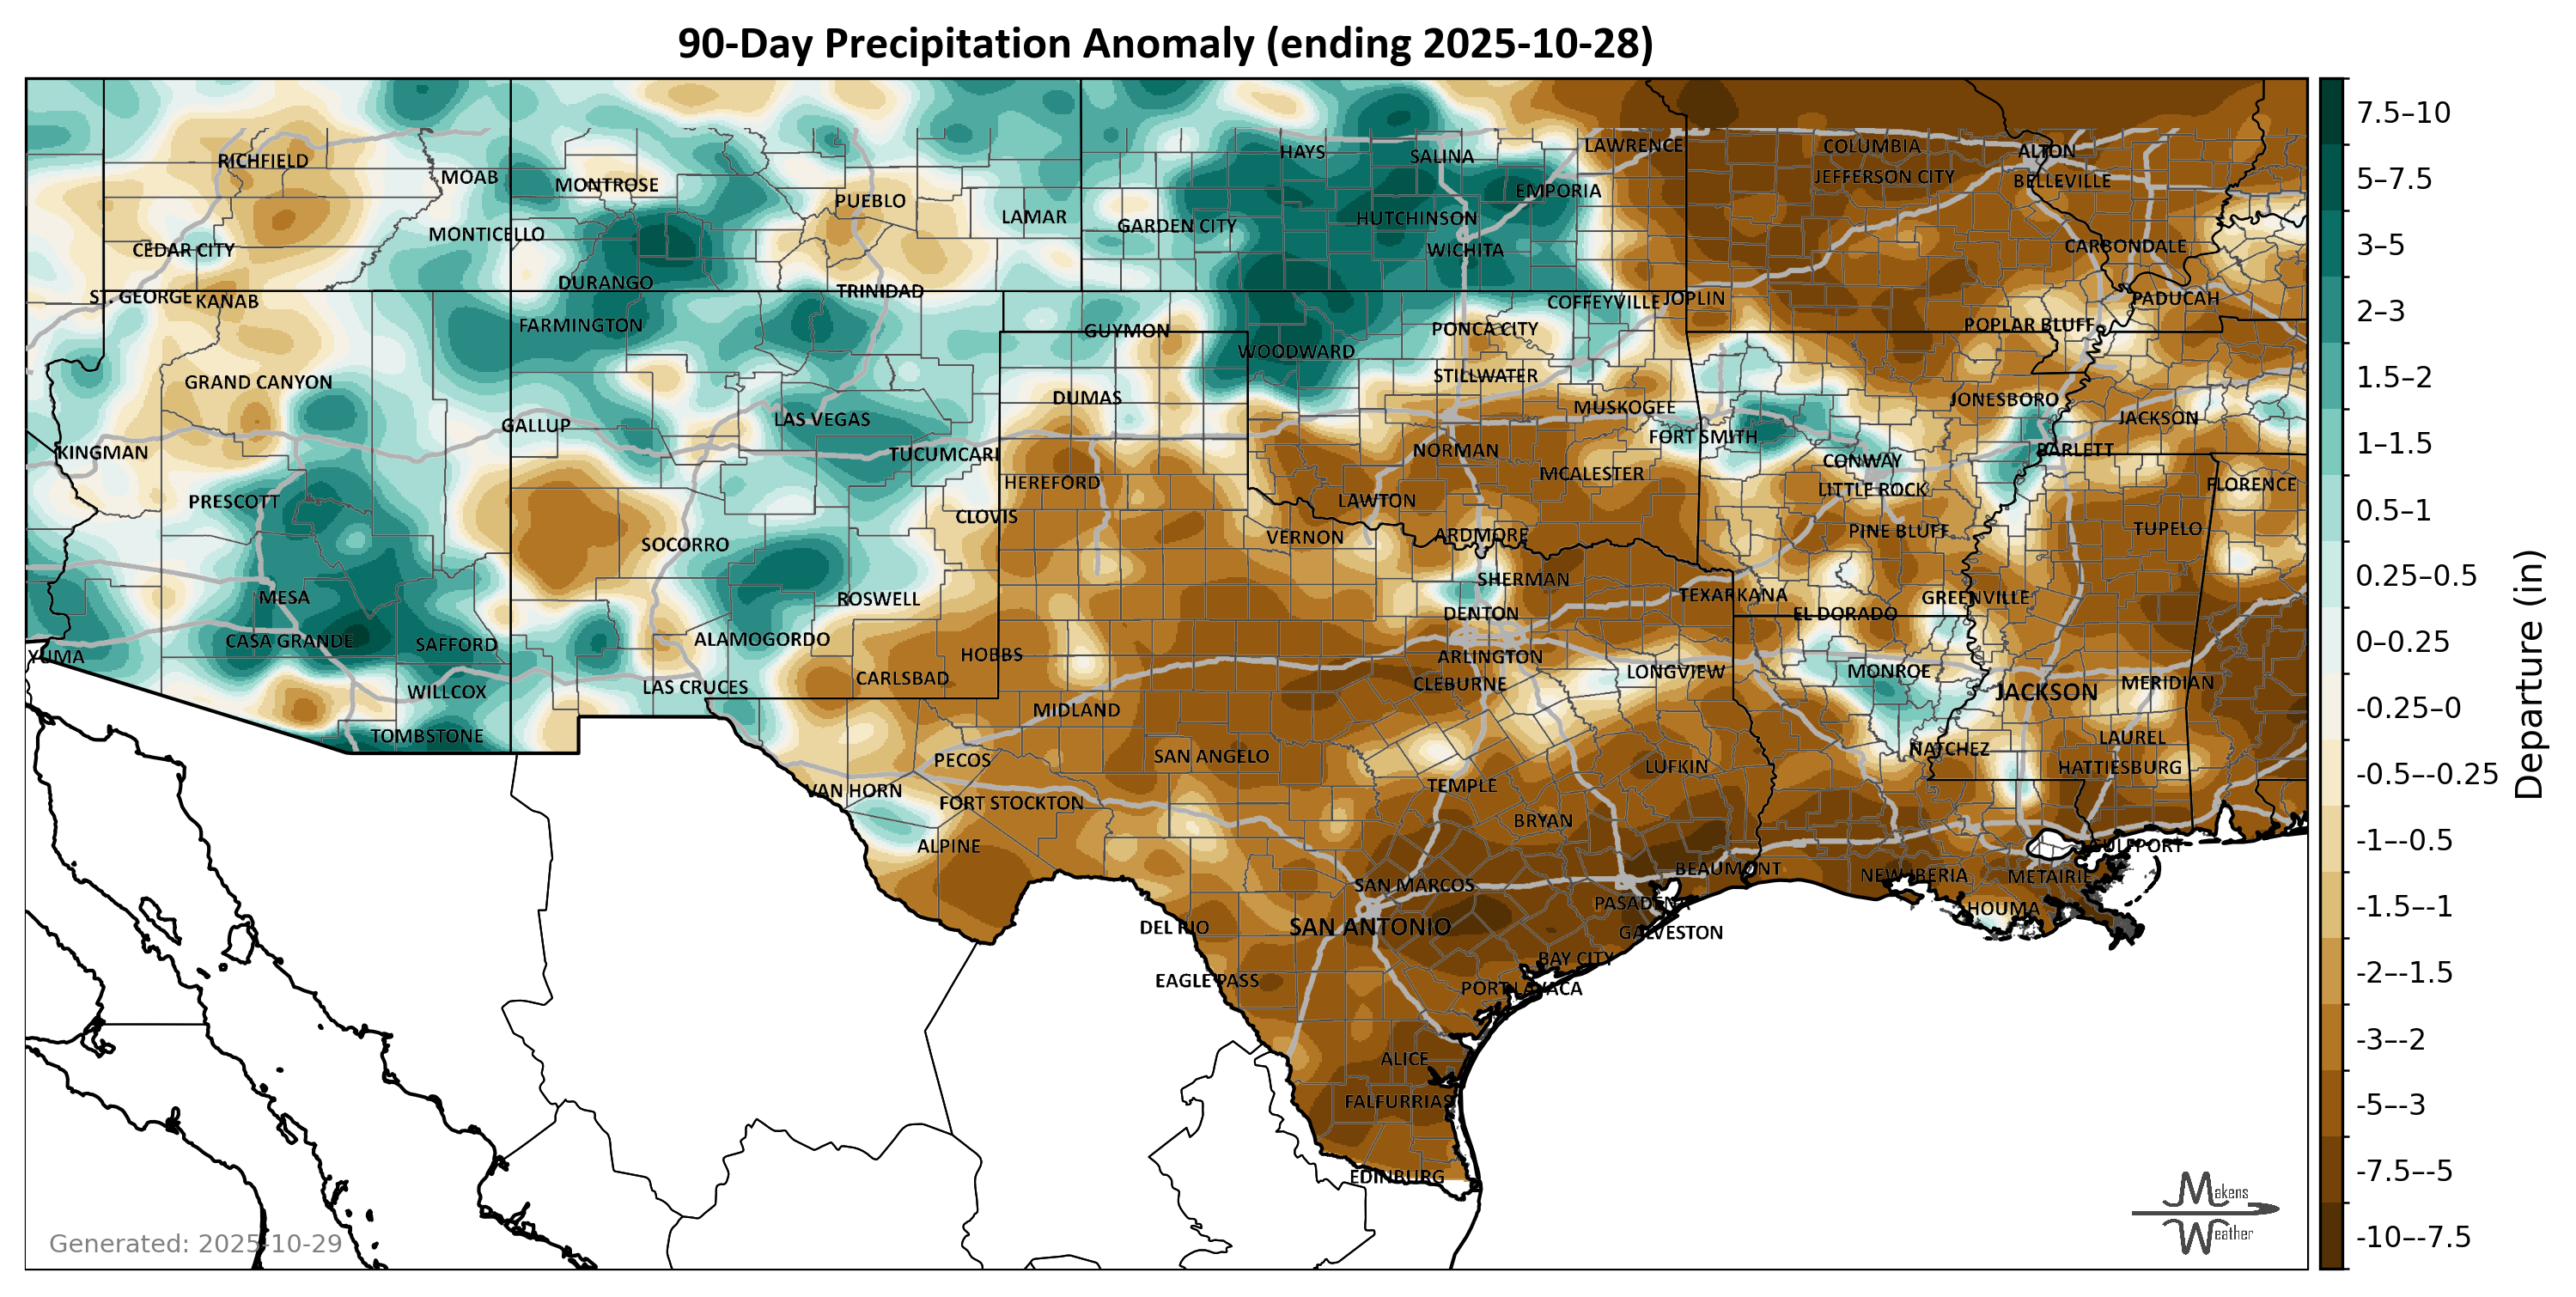 90-Day Precipitation Anomaly (ending 2025-10-28)
LAWRENCE
COLUMBIA
ALTON
HAYS
SALINA
RICHFIELD
MOAB
MONTROSE
EMPORIA
JEFFERSON CITY
BELLEVILLE
PUEBLO
LAMAR
GARDEN CITY
HUTCHINSON
MONTICELLO
CEDAR CITY
WICHITA
CARBONDALE
DURANGO
TRINIDAD
ST. GEORGE
KANAB
COFFEYVILLE
JOPLIN
PADUCAH
FARMINGTON
GUYMON
PONCA CITY
POPLAR BLUFF
WOODWARD
GRAND CANYON
STILLWATER
DUMAS
MUSKOGEE
JONESBORO
JACKSON
GALLUP
LAS VEGAS
FORT SMITH
KINGMAN
TUCUMCARI
NORMAN
BARLETT
CONWAY
HEREFORD
MCALESTER
LITTLE ROCK
FLORENCE
PRESCOTT
LAWTON
CLOVIS
PINE BLUFF
TUPELO
SOCORRO
VERNON
ARDMORE
SHERMAN
MESA
ROSWELL
TEXARKANA
GREENVILLE
DENTON
EL DORADO
CASA GRANDE
SAFFORD
ALAMOGORDO
YUMA
HOBBS
ARLINGTON
CARLSBAD
LONGVIEW
MONROE
CLEBURNE
LAS CRUCES
WILLCOX
JACKSON
MERIDIAN
MIDLAND
TOMBSTONE
LAUREL
NATCHEZ
PECOS
SAN ANGELO
LUFKIN
HATTIESBURG
VAN HORN
FORT STOCKTON
TEMPLE
BRYAN
ALPINE
GULFPORT
BEAUMONT
NEW IBERIA
METAIRIE
SAN MARCOS
PASADENA
HOUMA
DEL RIO
SAN ANTONIO
GALVESTON
BAY CITY
EAGLE PASS
PORT LAVACA
ALICE
FALFURRIAS
EDINBURG
Generated: 2025-10-29
Makens
Weather
7.5–10
5–7.5
3–5
2–3
1.5–2
1–1.5
0.5–1
0.25–0.5
0–0.25
-0.25–0
-0.5–-0.25
-1–-0.5
-1.5–-1
-2–-1.5
-3–-2
-5–-3
-7.5–-5
-10–-7.5
Departure (in)